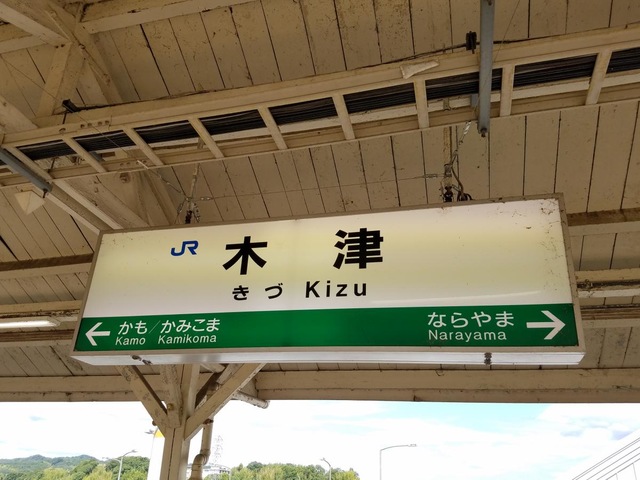 JR 木津
きづ Kizu
かも/かみこま
Kamo Kamikoma
ならやま
Narayama